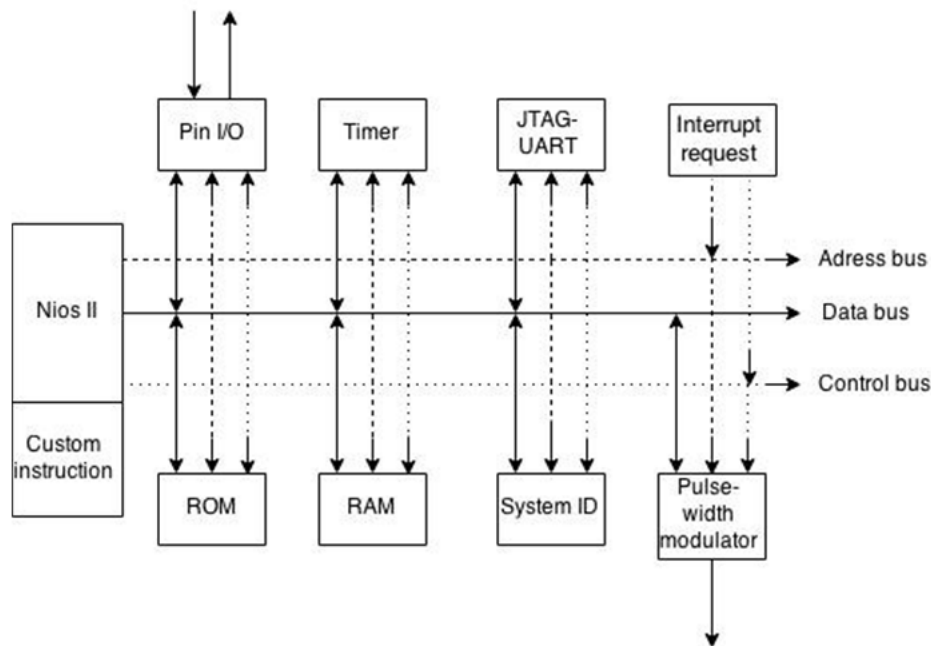 Pin I/O
Timer
JTAG-
UART
Interrupt
request
Adress bus
Nios II
Data bus
Control bus
Custom
instruction
ROM
RAM
System ID
Pulse-
width
modulator